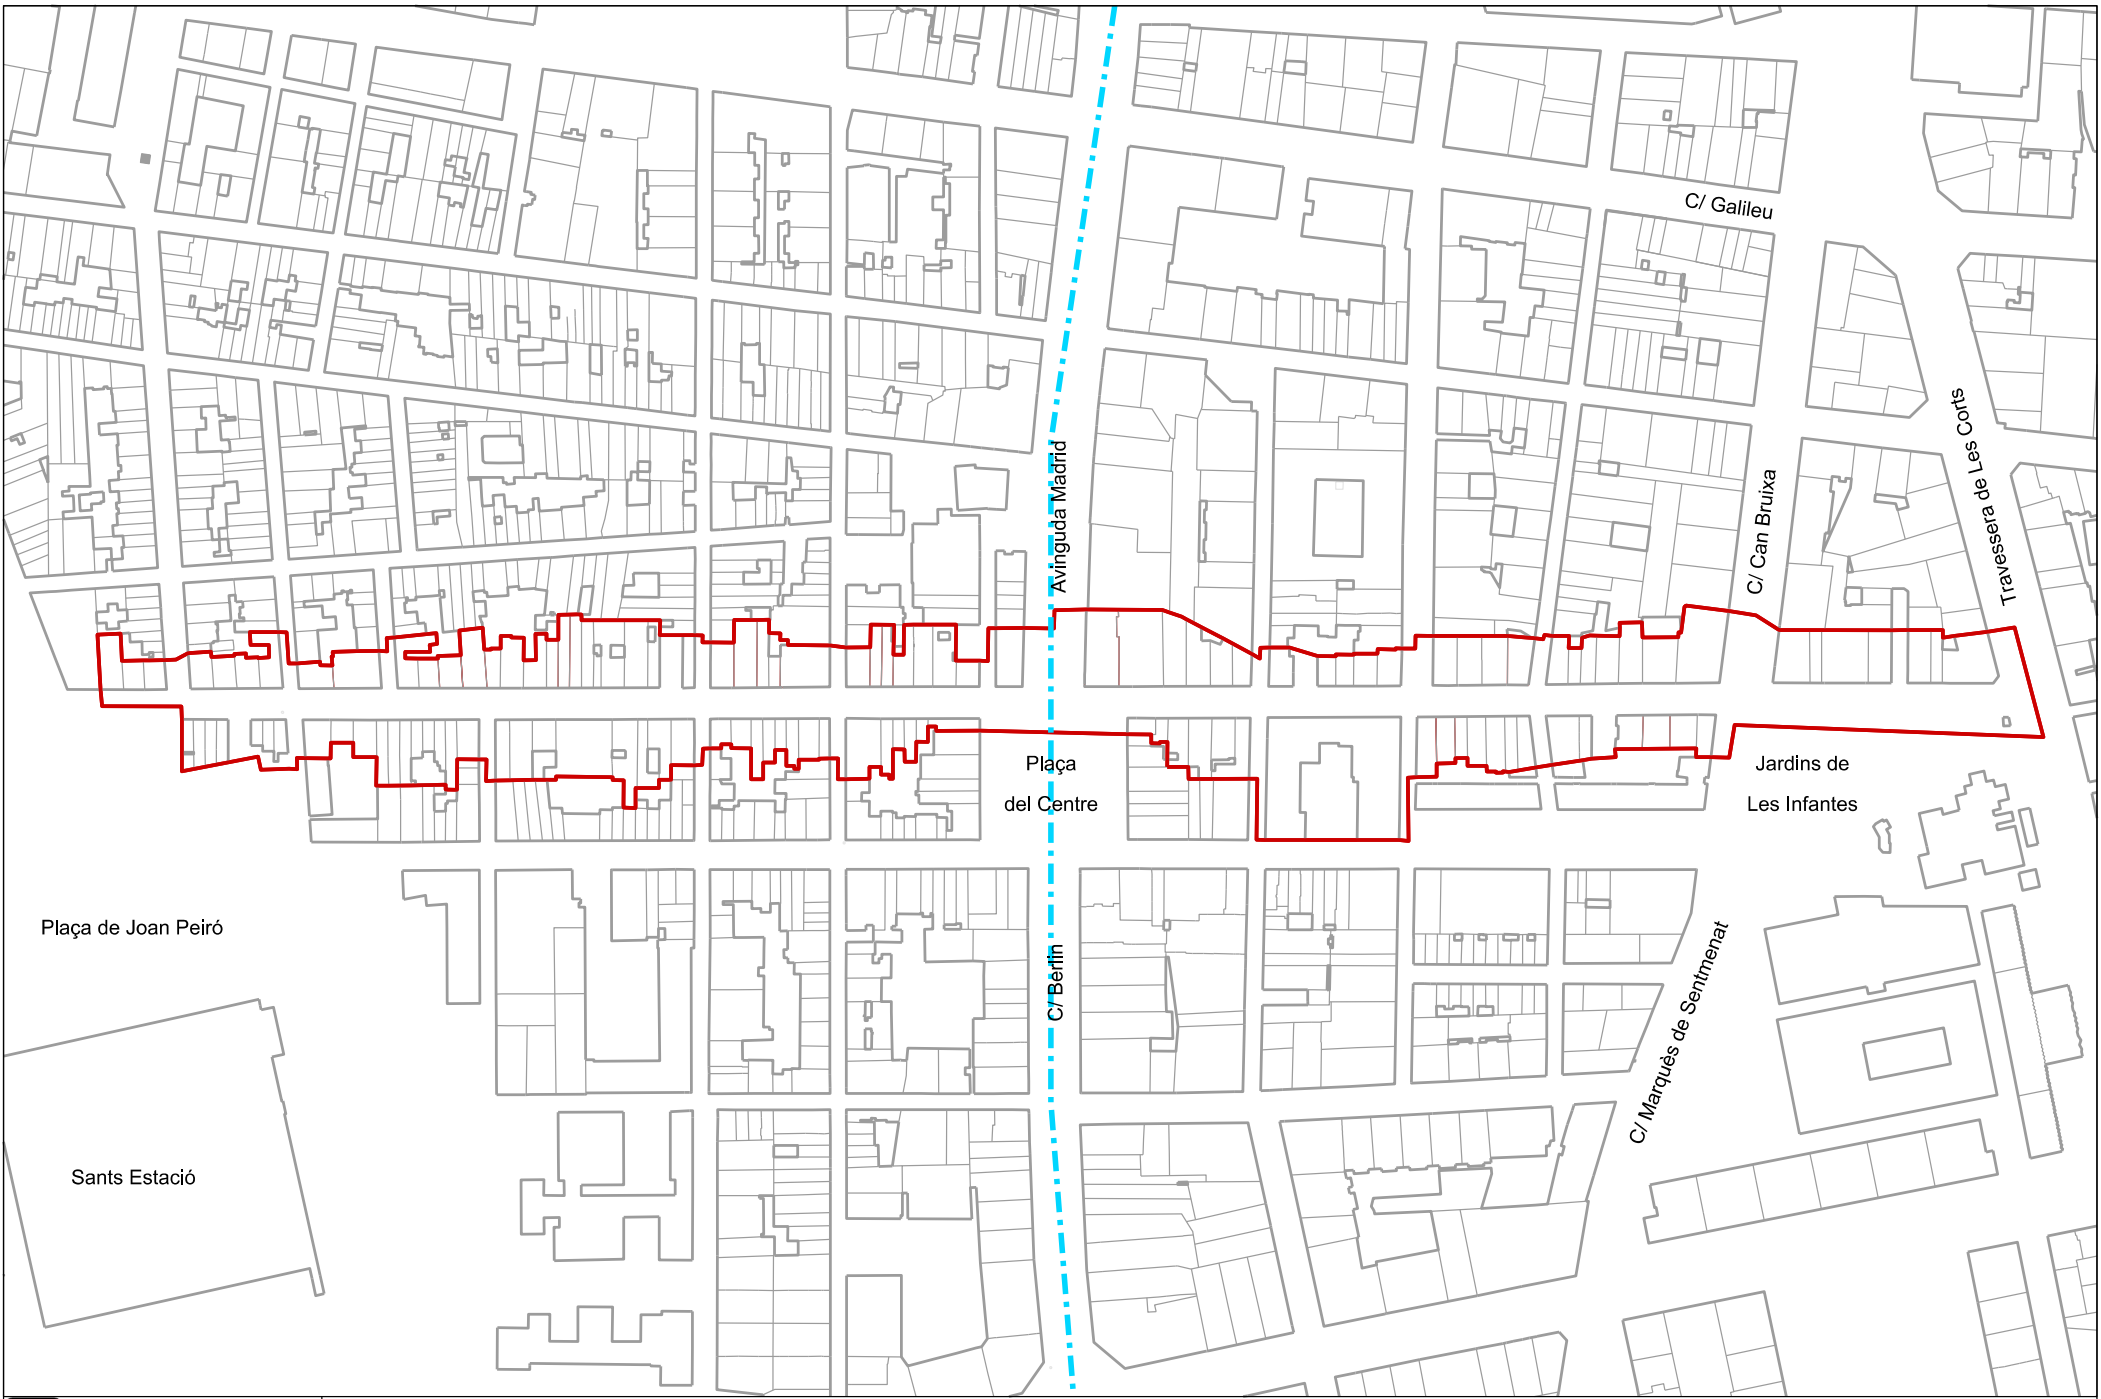 C/ Galileu
Travessera de Les Corts
Avinguda Madrid
C/ Can Bruixa
Plaça
del Centre
Jardins de
Les Infantes
Plaça de Joan Peiró
C/ Berlin
C/ Marquès de Sentmenat
Sants Estació